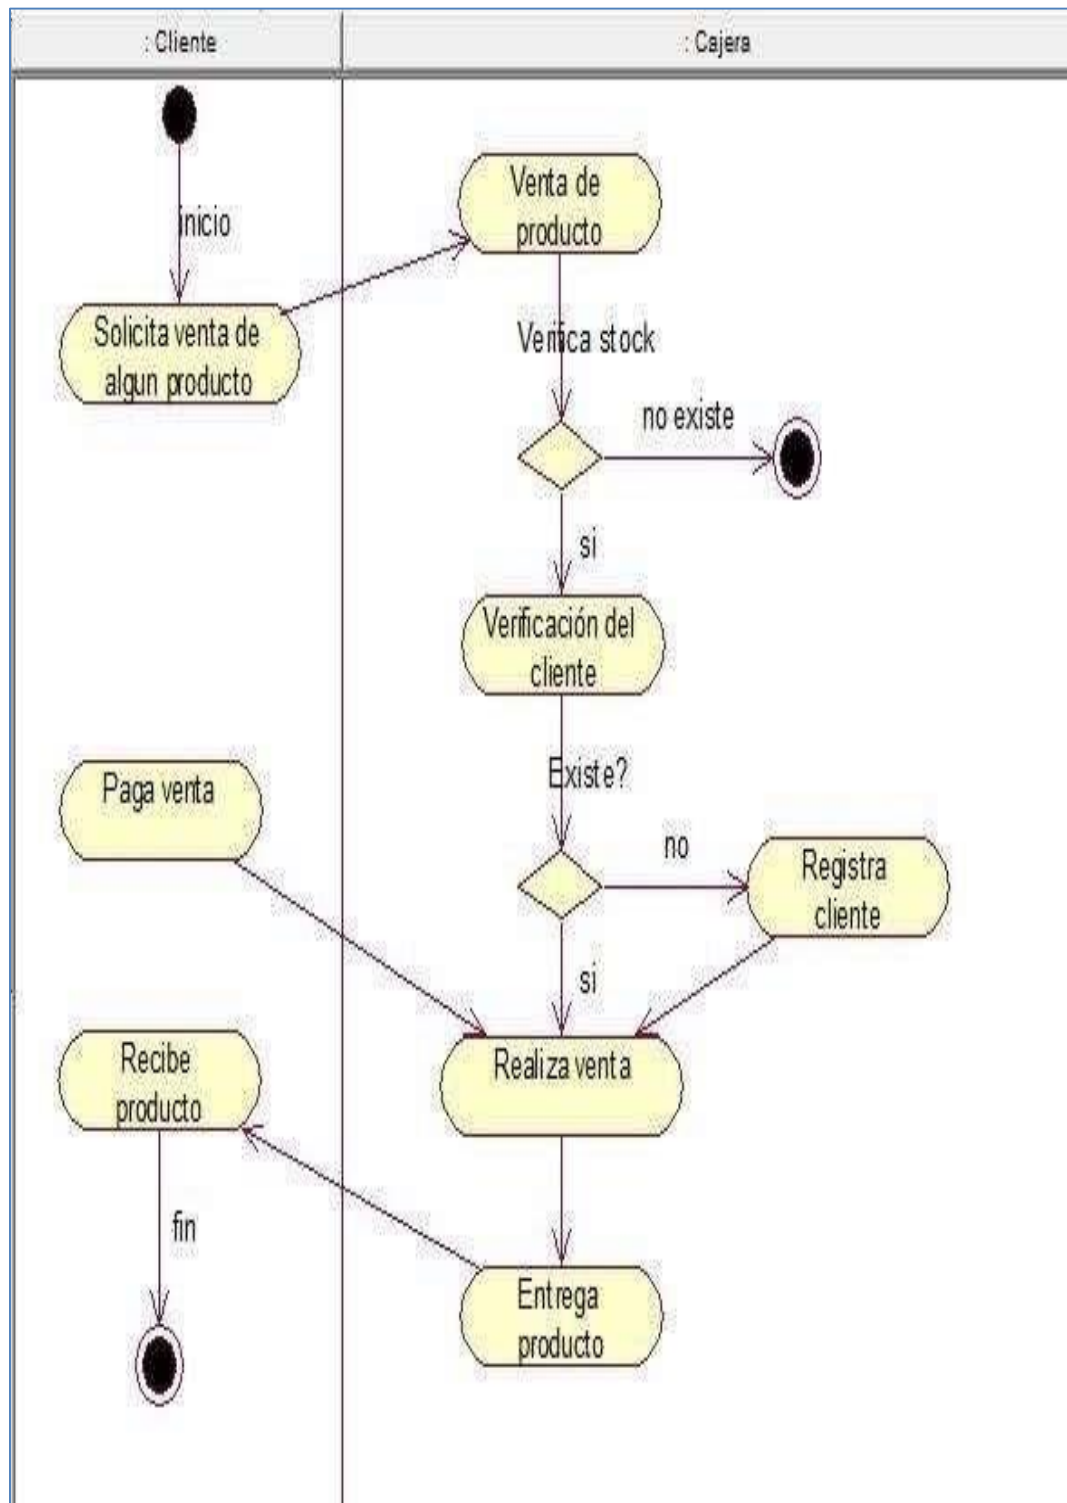 : Cliente
: Cajera
inicio
Venta de
producto
Solicita venta de
algun producto
Verifica stock
no existe
si
Verificación del
cliente
Existe?
Paga venta
no
Registra
cliente
si
Realiza venta
Recibe
producto
fin
Entrega
producto